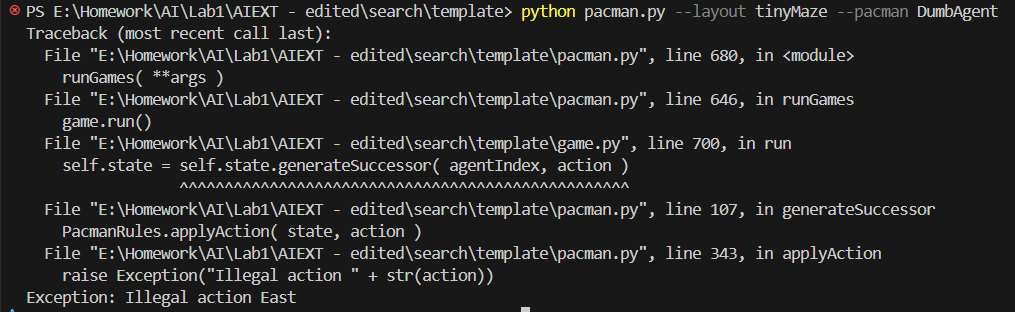 PS E:\Homework\AI\Lab1\AIEXT - edited\search\template> python pacman.py --layout tinyMaze --pacman DumbAgent
Traceback (most recent call last):
  File "E:\Homework\AI\Lab1\AIEXT - edited\search\template\pacman.py", line 680, in <module>
    runGames( **args )
  File "E:\Homework\AI\Lab1\AIEXT - edited\search\template\pacman.py", line 646, in runGames
    game.run()
  File "E:\Homework\AI\Lab1\AIEXT - edited\search\template\game.py", line 700, in run
    self.state = self.state.generateSuccessor( agentIndex, action )
                 ^^^^^^^^^^^^^^^^^^^^^^^^^^^^^^^^^^^^^^^^^^^^^^^^^^
  File "E:\Homework\AI\Lab1\AIEXT - edited\search\template\pacman.py", line 107, in generateSuccessor
    PacmanRules.applyAction( state, action )
  File "E:\Homework\AI\Lab1\AIEXT - edited\search\template\pacman.py", line 343, in applyAction
    raise Exception("Illegal action " + str(action))
Exception: Illegal action East